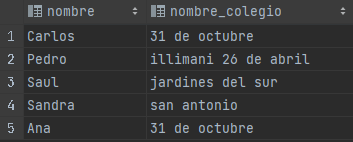 nombre nombre_colegio
1 Carlos 31 de octubre
2 Pedro illimani 26 de abril
3 Saul jardines del sur
4 Sandra san antonio
5 Ana 31 de octubre